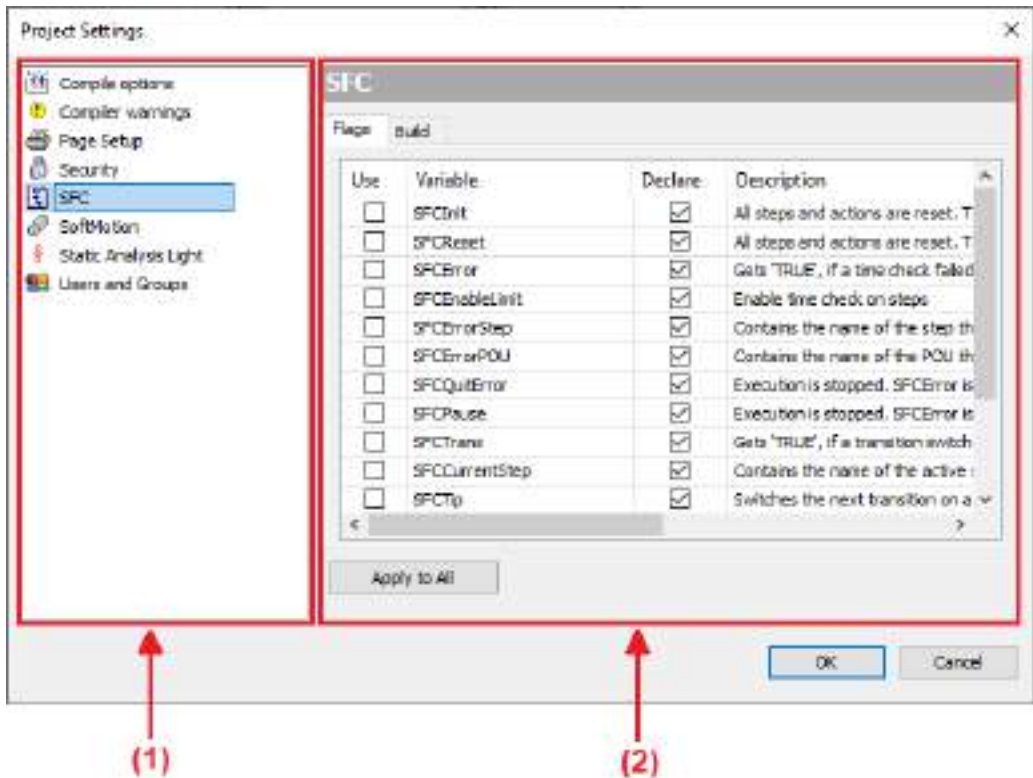 Project Settings
Compile options
Compiler warnings
Page Setup
Security
SFC
SoftMotion
Static Analysis Light
Users and Groups
SFC
Flags Build
Use Variable Declare Description
SFCInit All steps and actions are reset. T
SFCReset All steps and actions are reset. T
SFCError Gets 'TRUE', if a time check failed
SFCEnableLimit Enable time check on steps
SFCErrorStep Contains the name of the step th
SFCErrorPOU Contains the name of the POU th
SFCQuitError Execution is stopped. SFCError is
SFCPause Execution is stopped. SFCError is
SFCTrans Gets 'TRUE', if a transition switch
SFCCurrentStep Contains the name of the active s
SFCTip Switches the next transition on a
Apply to All
OK Cancel
(1) (2)